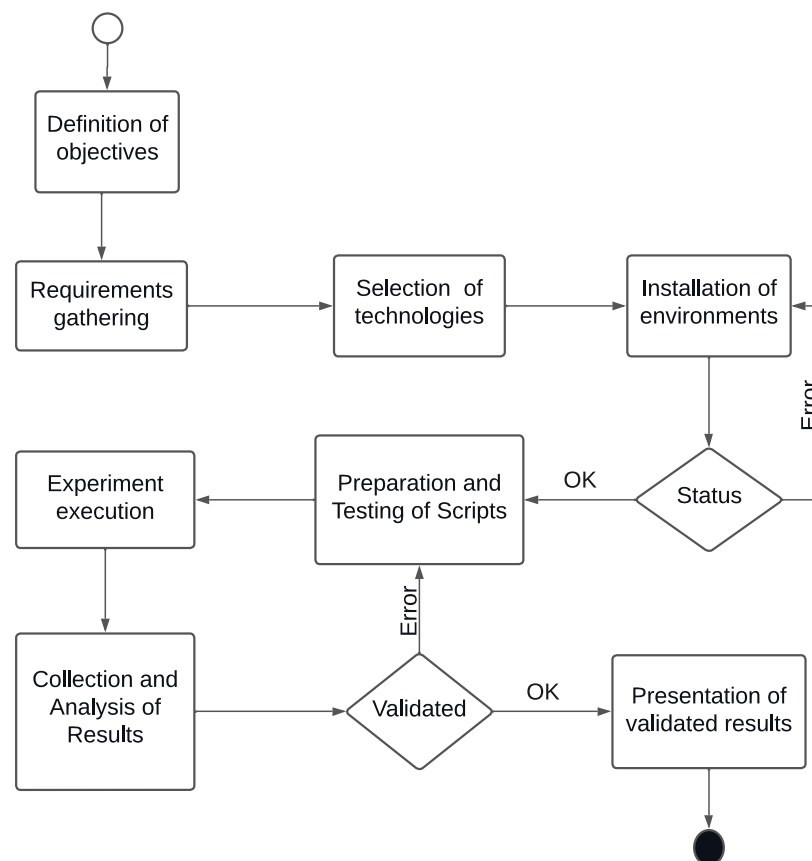 Definition of
objectives
Requirements
gathering
Selection of
technologies
Installation of
environments
Error
Status
OK
Preparation and
Testing of Scripts
Experiment
execution
Collection and
Analysis of
Results
Validated
Error
OK
Presentation of
validated results